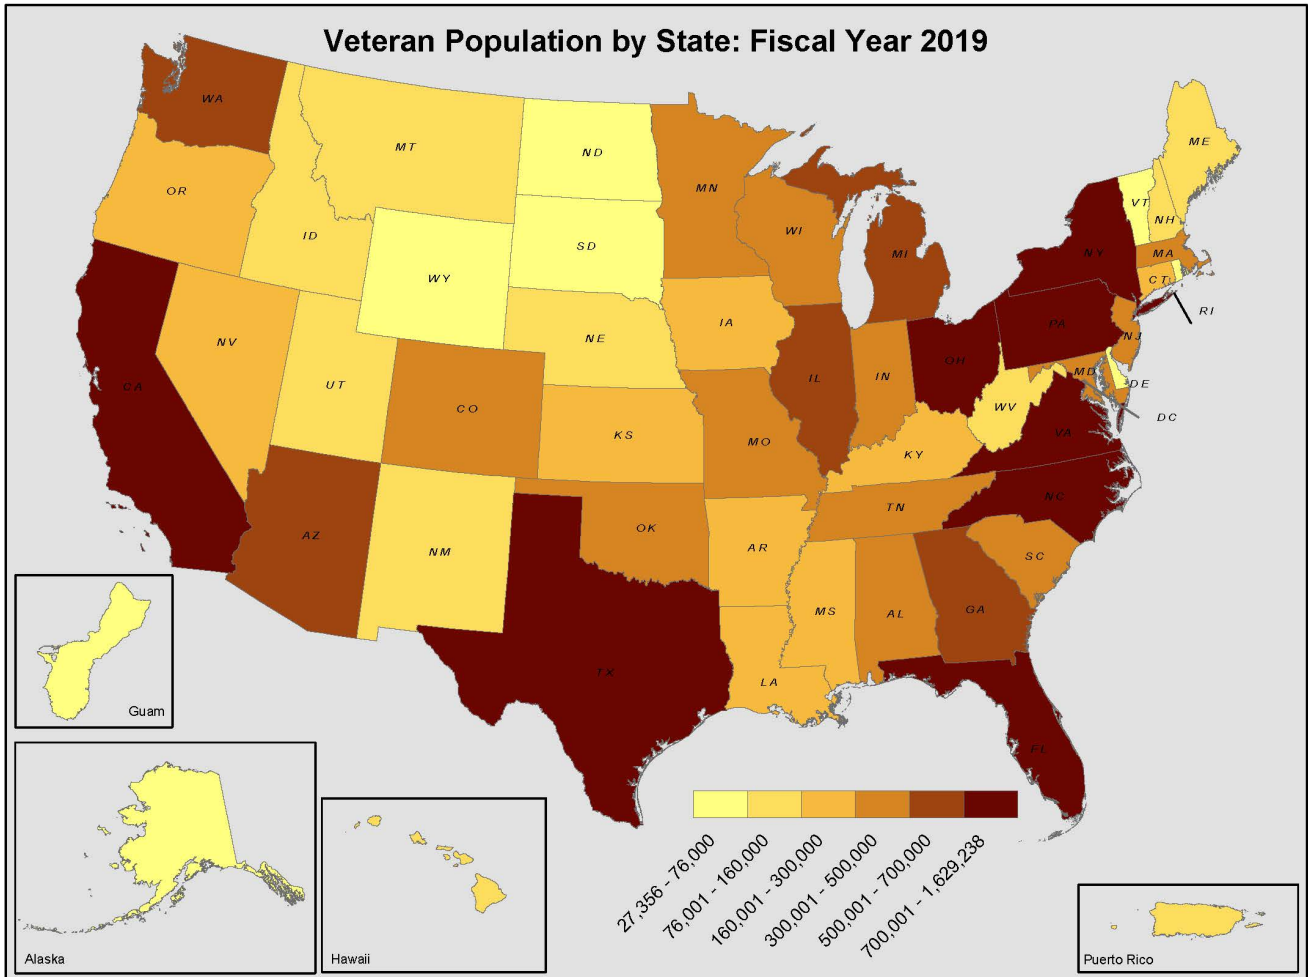 Veteran Population by State: Fiscal Year 2019
WA
MT
ND
MN
ME
OR
ID
SD
WI
MI
VT
NH
NY
MA
CT
RI
WY
NV
UT
NE
IA
PA
NJ
OH
IN
IL
MD
DE
DC
WV
VA
CA
CO
KS
MO
KY
NC
TN
AZ
NM
OK
AR
SC
MS
AL
GA
TX
LA
FL
Guam
Alaska
Hawaii
Puerto Rico
27,356 - 76,000
76,001 - 160,000
160,001 - 300,000
300,001 - 500,000
500,001 - 700,000
700,001 - 1,629,238